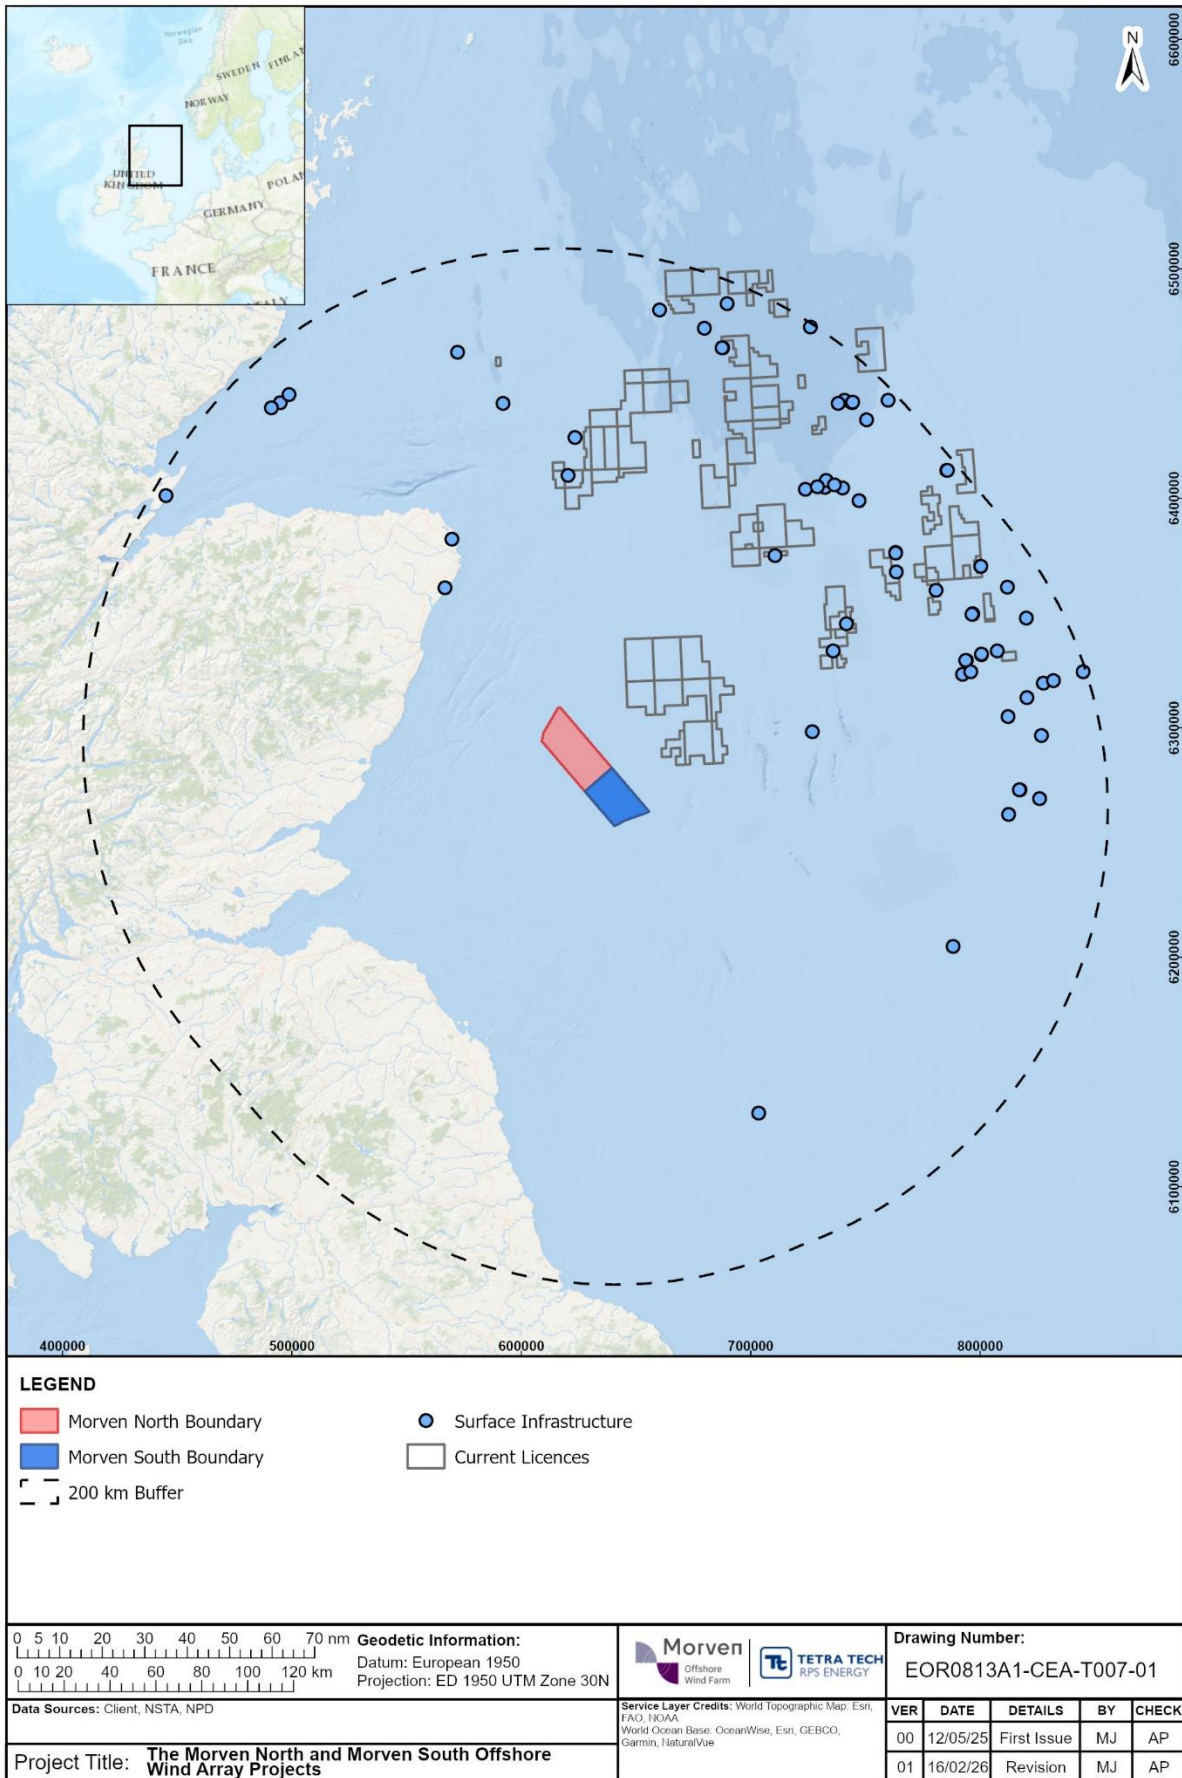 Norwegian
Sea
SWEDEN
NORWAY
UNITED
KINGDOM
POLAN
GERMANY
FRANCE
ITALY
N
6600000
6500000
6400000
6300000
6200000
6100000
400000
500000
600000
700000
800000
LEGEND
Morven North Boundary
Morven South Boundary
200 km Buffer
Surface Infrastructure
Current Licences
0 5 10 20 30 40 50 60 70 nm
0 10 20 40 60 80 100 120 km
Geodetic Information:
Datum: European 1950
Projection: ED 1950 UTM Zone 30N
Data Sources: Client, NSTA, NPD
Project Title: The Morven North and Morven South Offshore
Wind Array Projects
Morven
Offshore
Wind Farm
Tt
TETRA TECH
RPS ENERGY
Service Layer Credits: World Topographic Map: Esri,
FAO, NOAA
World Ocean Base: OceanWise, Esri, GEBCO,
Garmin, NaturalVue
Drawing Number:
EOR0813A1-CEA-T007-01
VER DATE DETAILS BY CHECK
00 12/05/25 First Issue MJ AP
01 16/02/26 Revision MJ AP